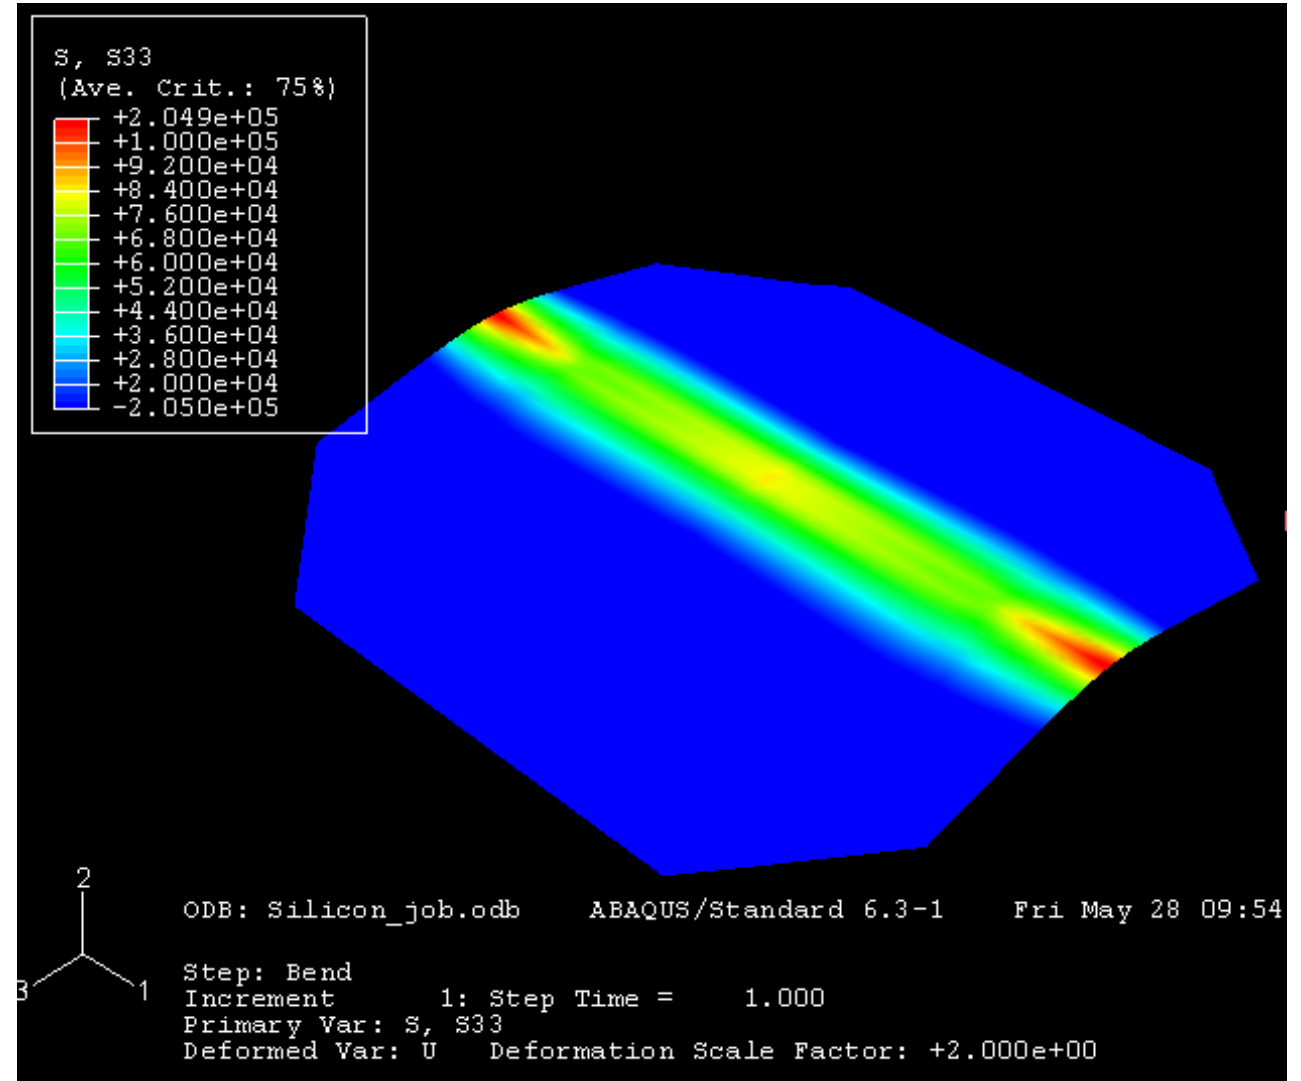 S, S33
(Ave. Crit.: 75%)
+2.049e+05
+1.000e+05
+9.200e+04
+8.400e+04
+7.600e+04
+6.800e+04
+6.000e+04
+5.200e+04
+4.400e+04
+3.600e+04
+2.800e+04
+2.000e+04
-2.050e+05
2
3
1
ODB: Silicon_job.odb ABAQUS/Standard 6.3-1 Fri May 28 09:54
Step: Bend
Increment 1: Step Time = 1.000
Primary Var: S, S33
Deformed Var: U Deformation Scale Factor: +2.000e+00